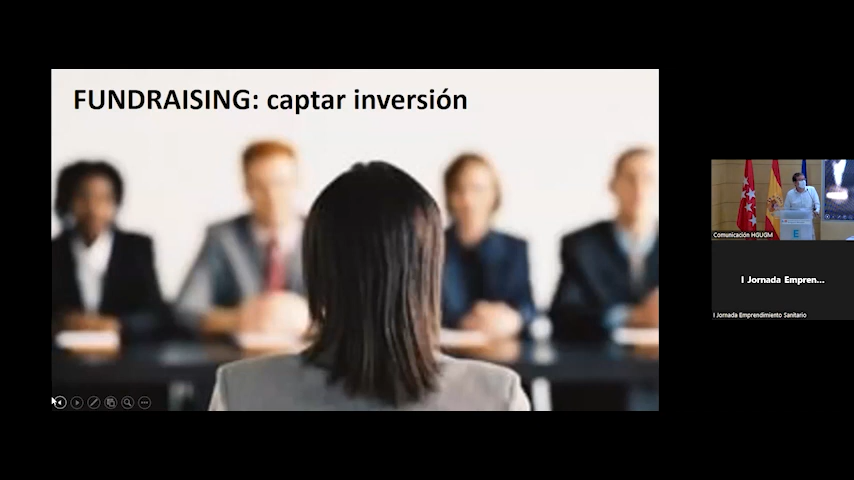 FUNDRAISING: captar inversión
Comunicación HGUGM
I Jornada Empren...
I Jornada Emprendimiento Sanitario